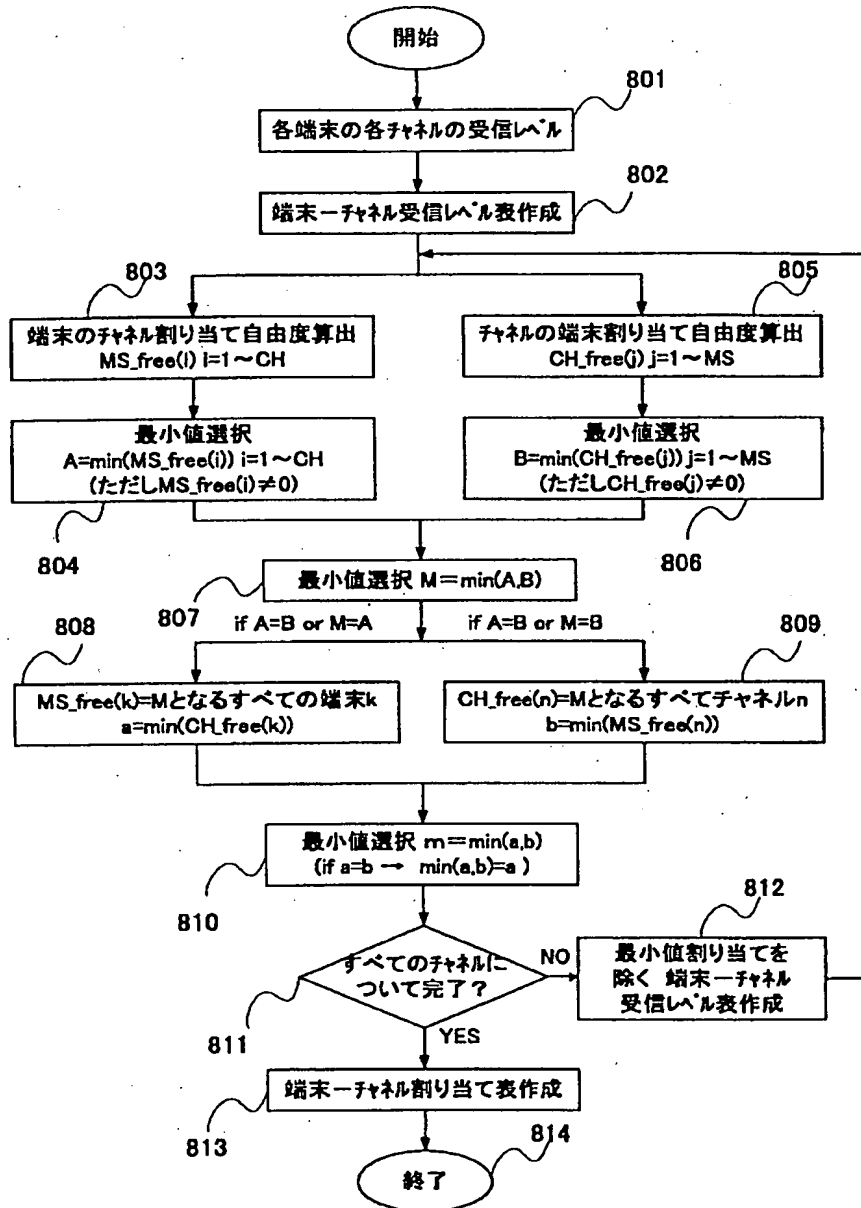 開始
801
各端末の各チャネルの受信レベル
802
端末ーチャネル受信レベル表作成
803
端末のチャネル割り当て自由度算出
MS_free(i) i=1～CH
805
チャネルの端末割り当て自由度算出
CH_free(j) j=1～MS
最小値選択
A=min(MS_free(i)) i=1～CH
(ただしMS_free(i)≠0)
804
最小値選択
B=min(CH_free(j)) j=1～MS
(ただしCH_free(j)≠0)
806
最小値選択 M=min(A,B)
807
if A=B or M=A
if A=B or M=B
808
MS_free(k)=Mとなるすべての端末k
a=min(CH_free(k))
809
CH_free(n)=Mとなるすべてチャネルn
b=min(MS_free(n))
最小値選択 m=min(a,b)
(if a=b → min(a,b)=a )
810
すべてのチャネルに
ついて完了?
811
NO
812
最小値割り当てを
除く 端末ーチャネル
受信レベル表作成
YES
端末ーチャネル割り当て表作成
813
814
終了